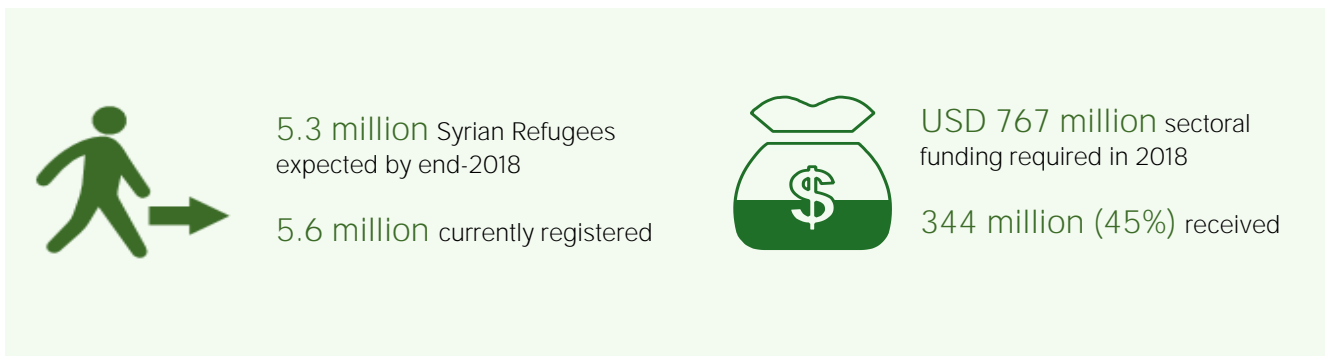 5.3 million Syrian Refugees
expected by end-2018
5.6 million currently registered
$
USD 767 million sectoral
funding required in 2018
344 million (45%) received